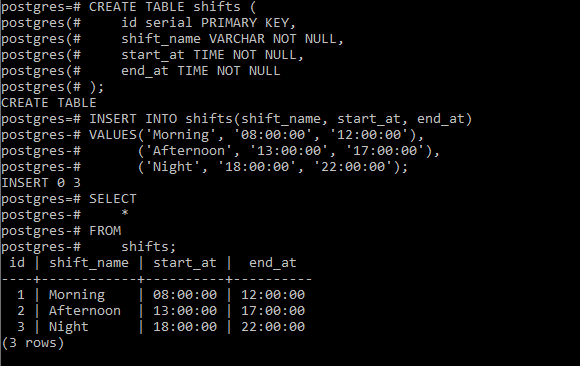 postgres=# CREATE TABLE shifts (
postgres(#     id serial PRIMARY KEY,
postgres(#     shift_name VARCHAR NOT NULL,
postgres(#     start_at TIME NOT NULL,
postgres(#     end_at TIME NOT NULL
postgres(# );
CREATE TABLE
postgres=# INSERT INTO shifts(shift_name, start_at, end_at)
postgres-# VALUES('Morning', '08:00:00', '12:00:00'),
postgres-#       ('Afternoon', '13:00:00', '17:00:00'),
postgres-#       ('Night', '18:00:00', '22:00:00');
INSERT 0 3
postgres=# SELECT
postgres-#     *
postgres-# FROM
postgres-#     shifts;
 id | shift_name | start_at |  end_at
----+------------+----------+----------
  1 | Morning    | 08:00:00 | 12:00:00
  2 | Afternoon  | 13:00:00 | 17:00:00
  3 | Night      | 18:00:00 | 22:00:00
(3 rows)